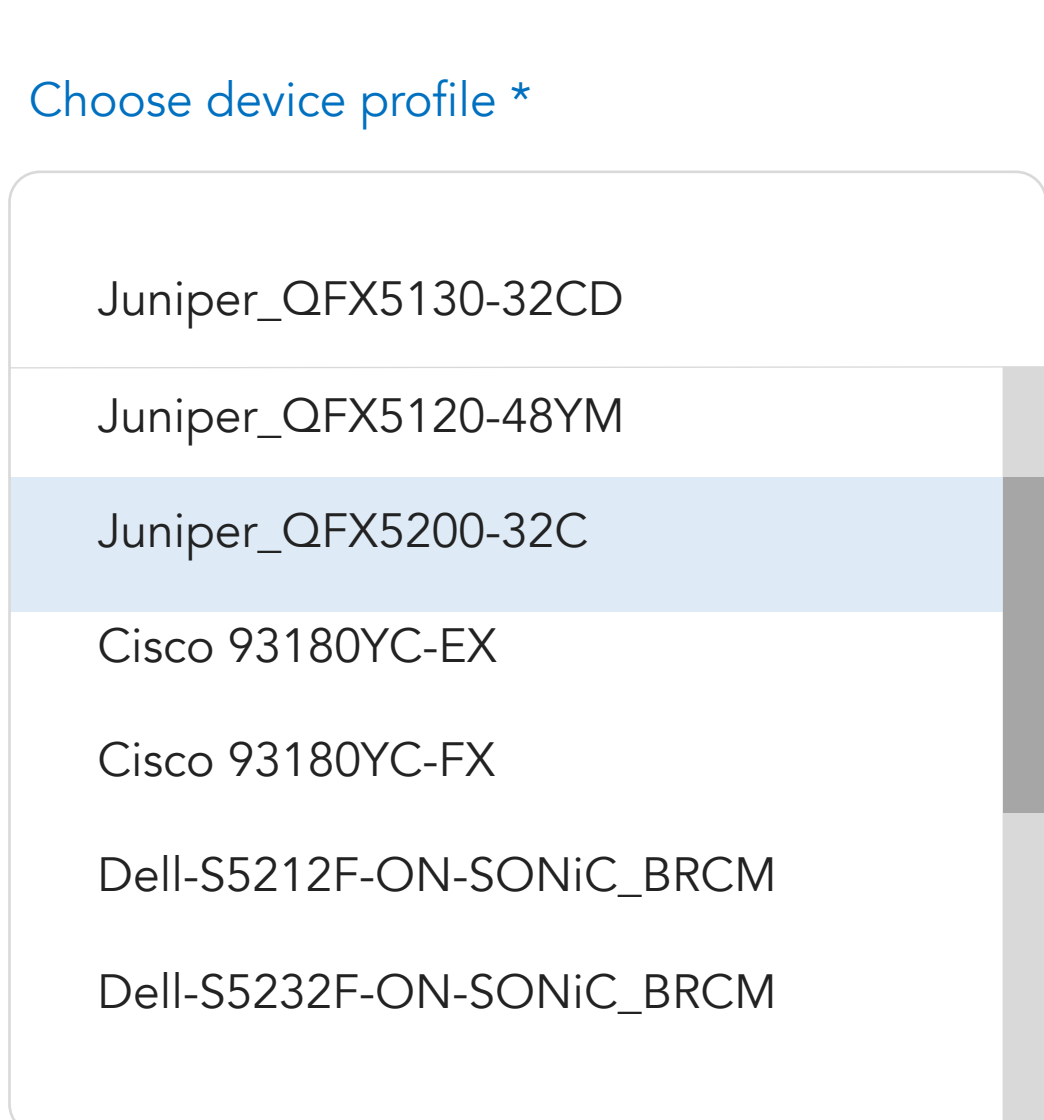 Choose device profile *
Juniper_QFX5130-32CD
Juniper_QFX5120-48YM
Juniper_QFX5200-32C
Cisco 93180YC-EX
Cisco 93180YC-FX
Dell-S5212F-ON-SONiC_BRCM
Dell-S5232F-ON-SONiC_BRCM